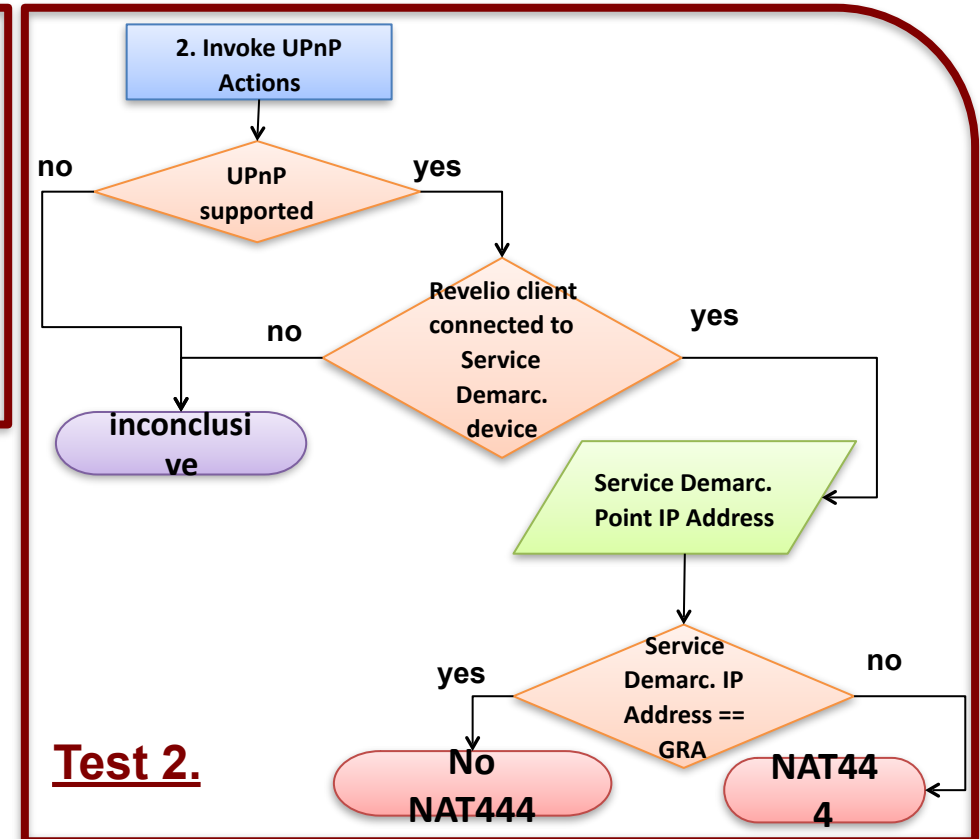 2. Invoke UPnP
Actions
no
yes
UPnP
supported
Revelio client
connected to
Service
Demarc.
device
no
yes
inconclusi
ve
Service Demarc.
Point IP Address
Service
Demarc. IP
Address ==
GRA
yes
no
Test 2.
No
NAT444
NAT44
4